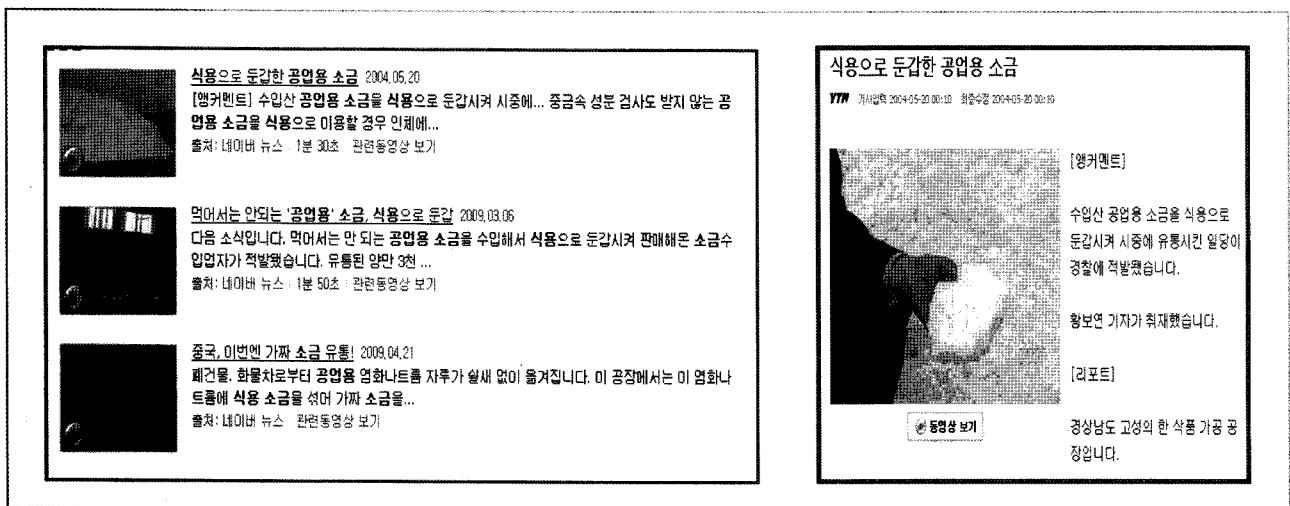 식용으로 둔갑한 공업용 소금 2004.05.20
[앵커멘트] 수입산 공업용 소금을 식용으로 둔갑시켜 시중에... 중금속 성분 검사도 받지 않는 공
업용 소금을 식용으로 이용할 경우 인체에...
출처: 네이버 뉴스 | 1분 30초 | 관련동영상 보기
먹어서는 안되는 '공업용' 소금, 식용으로 둔갑 2009.03.06
다음 소식입니다. 먹어서는 안 되는 공업용 소금을 수입해서 식용으로 둔갑시켜 판매해온 소금수
입업자가 적발됐습니다. 유통된 양만 3천 ...
출처: 네이버 뉴스 | 1분 50초 | 관련동영상 보기
중국, 이번엔 가짜 소금 유통! 2009.04.21
폐건물. 화물차로부터 공업용 염화나트륨 자루가 쉴새 없이 옮겨집니다. 이 공장에서는 이 염화나
트륨에 식용 소금을 섞어 가짜 소금을...
출처: 네이버 뉴스 | 관련동영상 보기
식용으로 둔갑한 공업용 소금
YTN 기사입력 2004-05-20 00:10 최종수정 2004-05-20 00:10
[앵커멘트]
수입산 공업용 소금을 식용으로
둔갑시켜 시중에 유통시킨 일당이
경찰에 적발됐습니다.
황보연 기자가 취재했습니다.
[리포트]
경상남도 고성의 한 식품 가공 공
장입니다.
동영상 보기